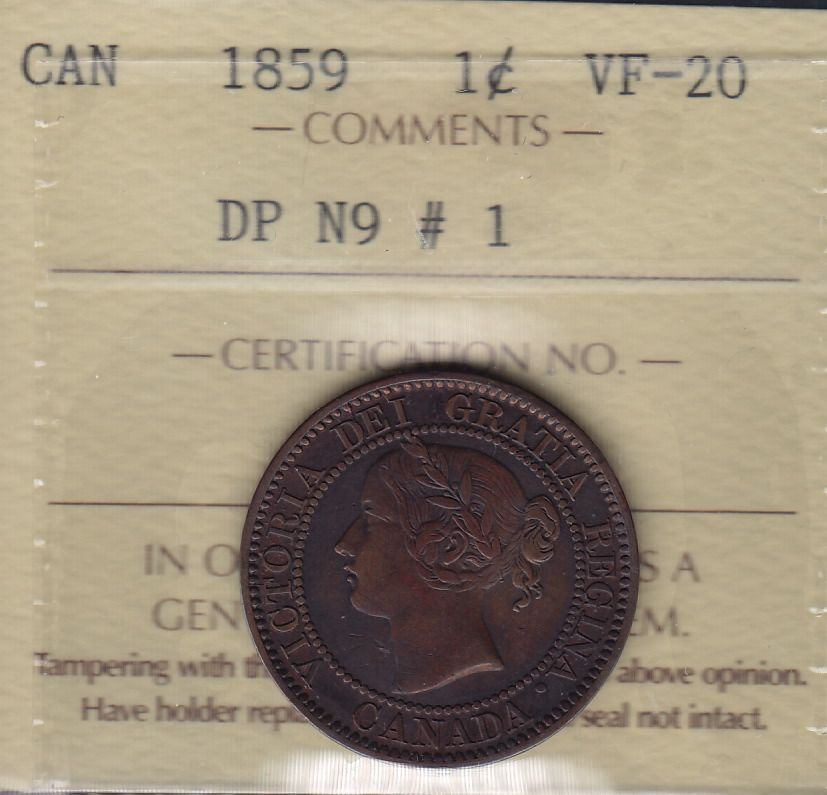 CAN 1859 1¢ VF-20
— COMMENTS —
DP N9 # 1
— CERTIFICATION NO. —
VICTORIA DEI GRATIA REGINA.
CANADA
IN S A
GEN EM.
Tampering with above opinion.
Have holder seal not intact.